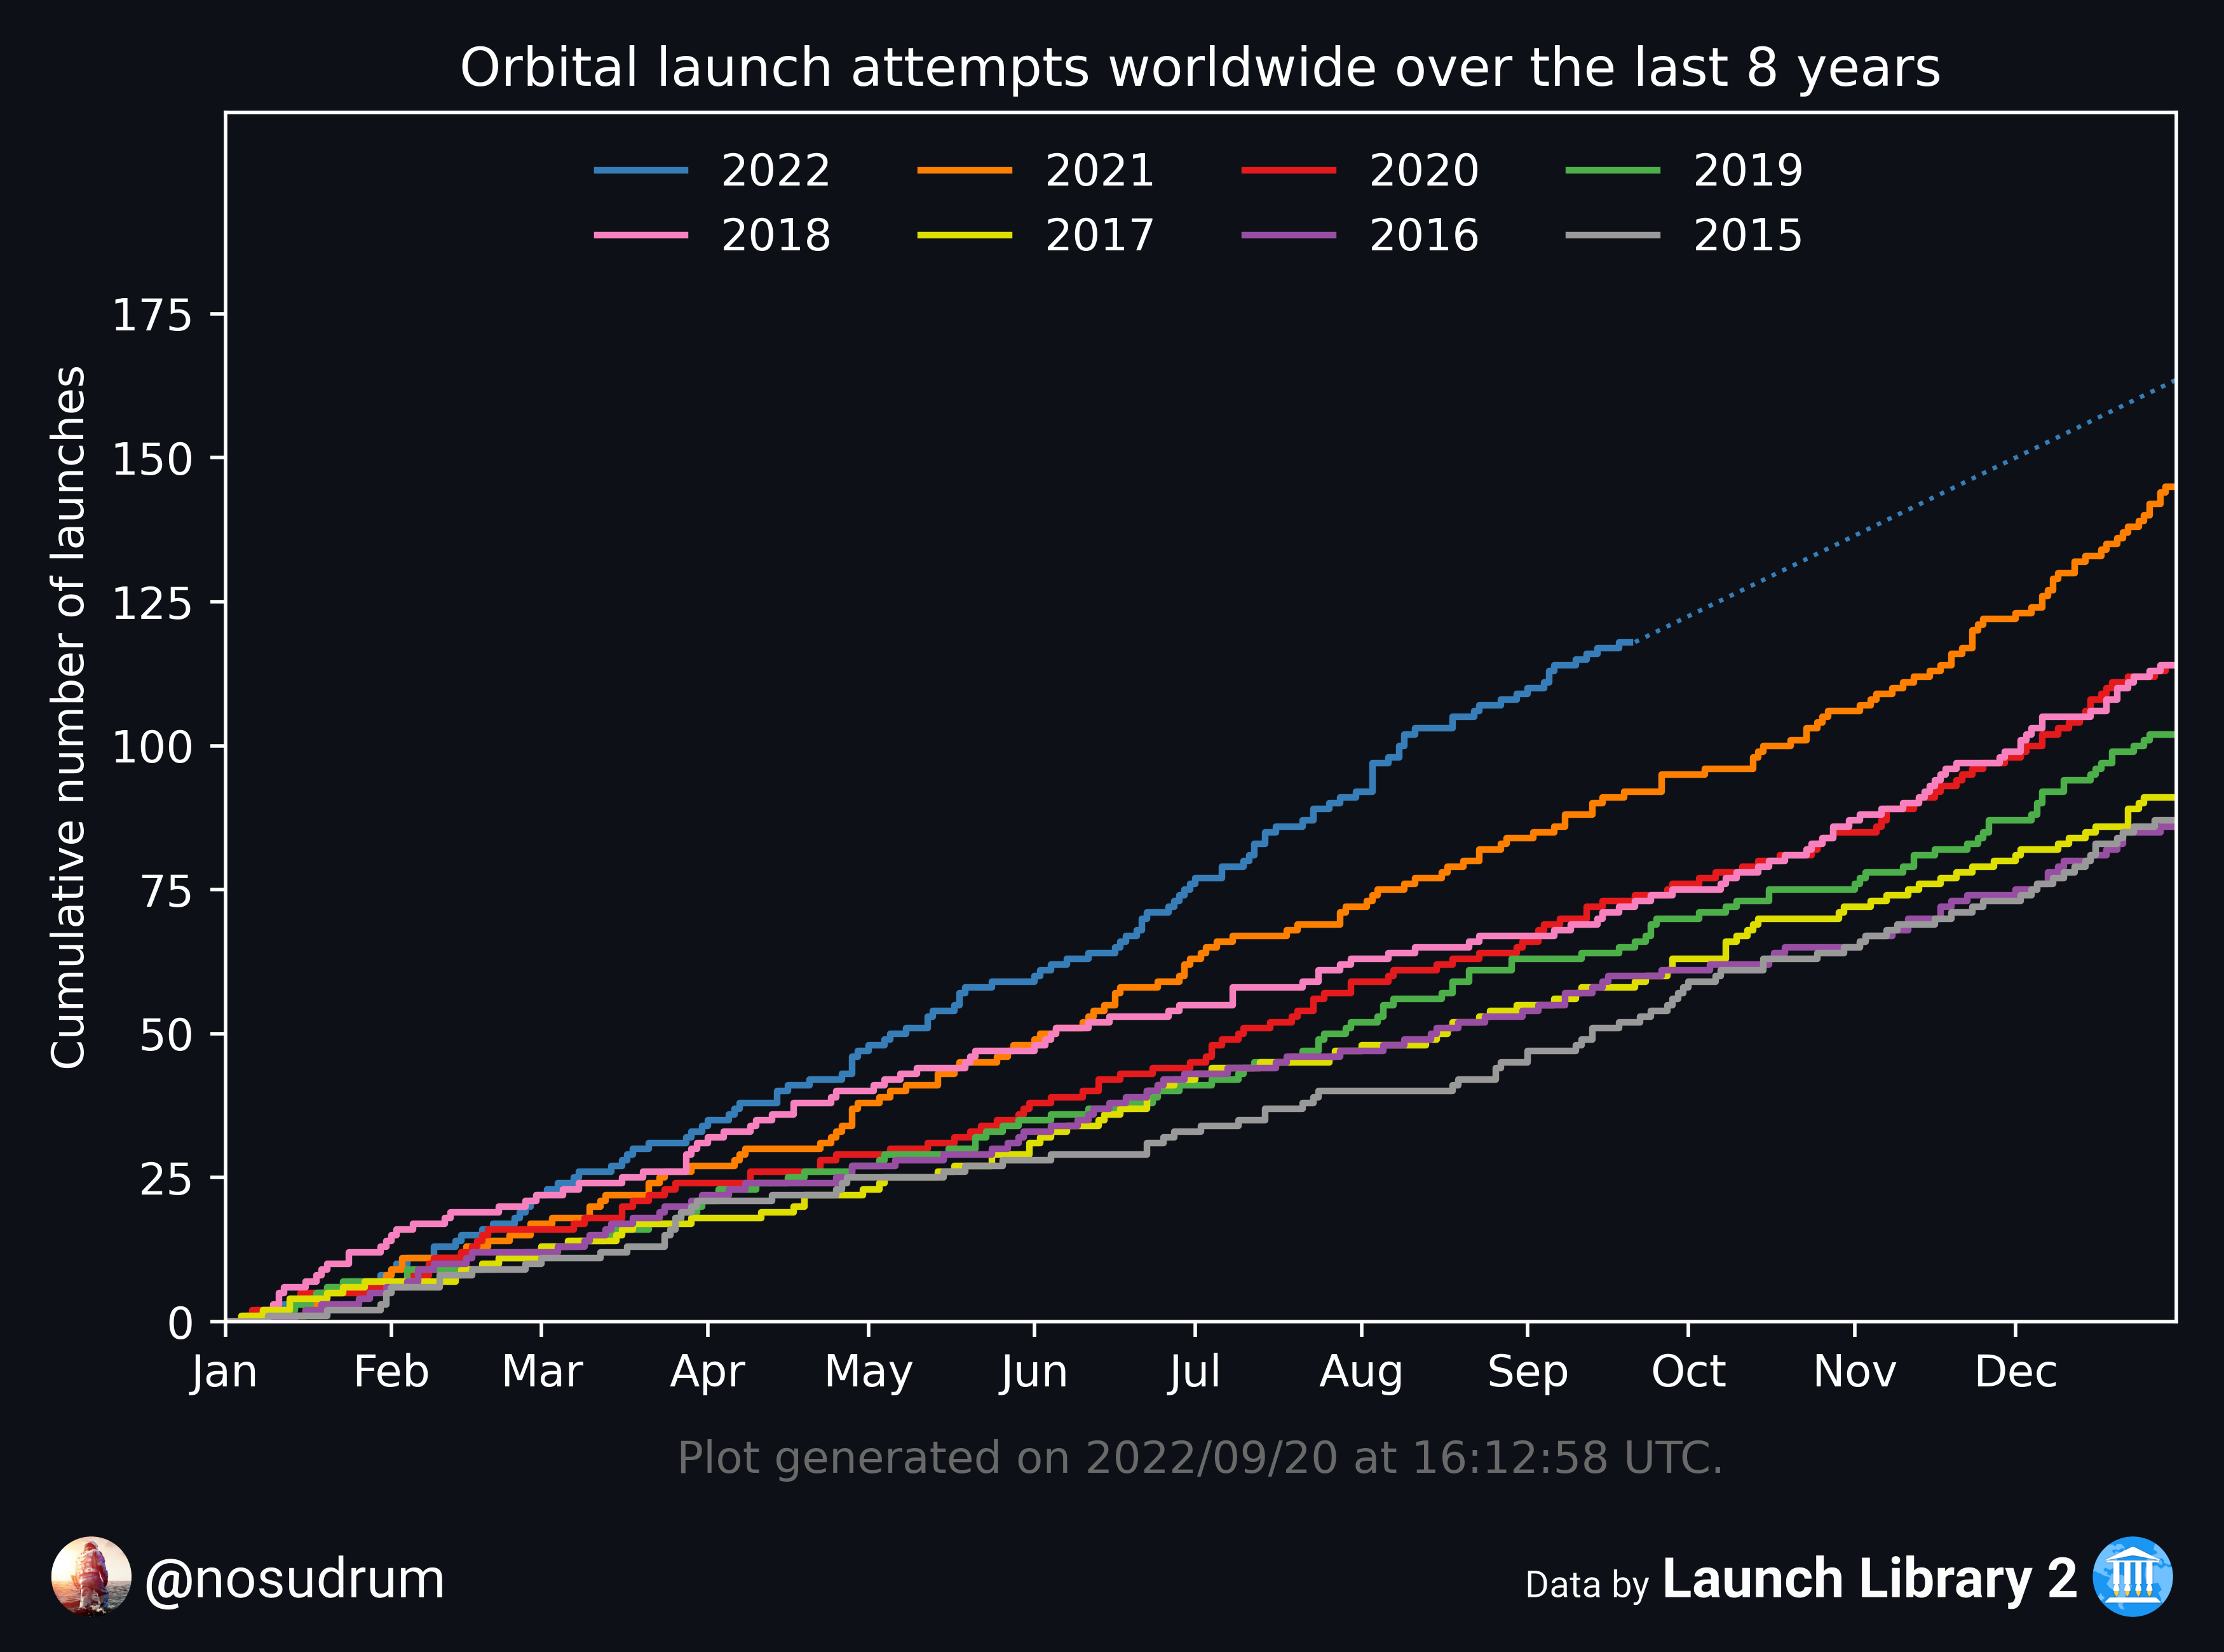 Orbital launch attempts worldwide over the last 8 years
2022 2021 2020 2019
2018 2017 2016 2015
Cumulative number of launches
175
150
125
100
75
50
25
0
Jan Feb Mar Apr May Jun Jul Aug Sep Oct Nov Dec
Plot generated on 2022/09/20 at 16:12:58 UTC.
@nosudrum
Data by Launch Library 2